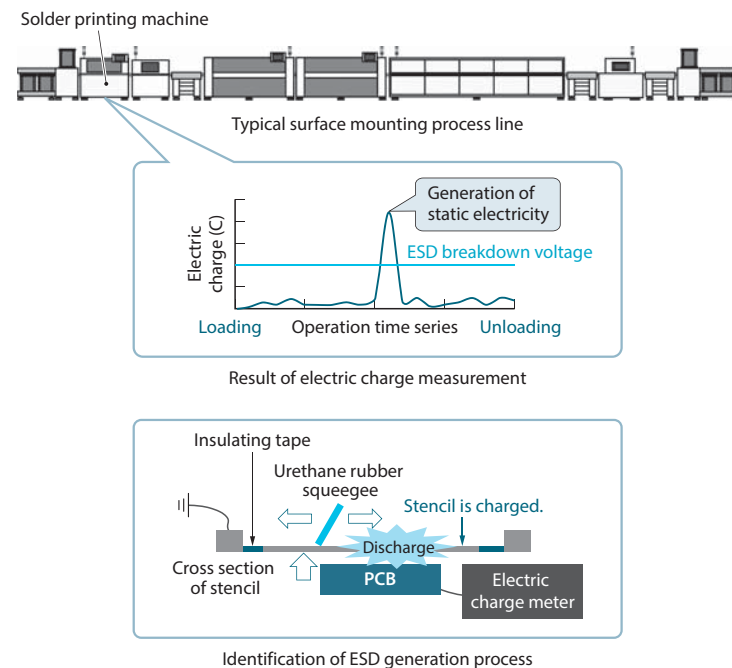 Solder printing machine
Typical surface mounting process line
Generation of
static electricity
Electric
charge (C)
ESD breakdown voltage
Loading
Operation time series
Unloading
Result of electric charge measurement
Insulating tape
Urethane rubber
squeegee
Stencil is charged.
Discharge
Cross section
of stencil
PCB
Electric
charge meter
Identification of ESD generation process